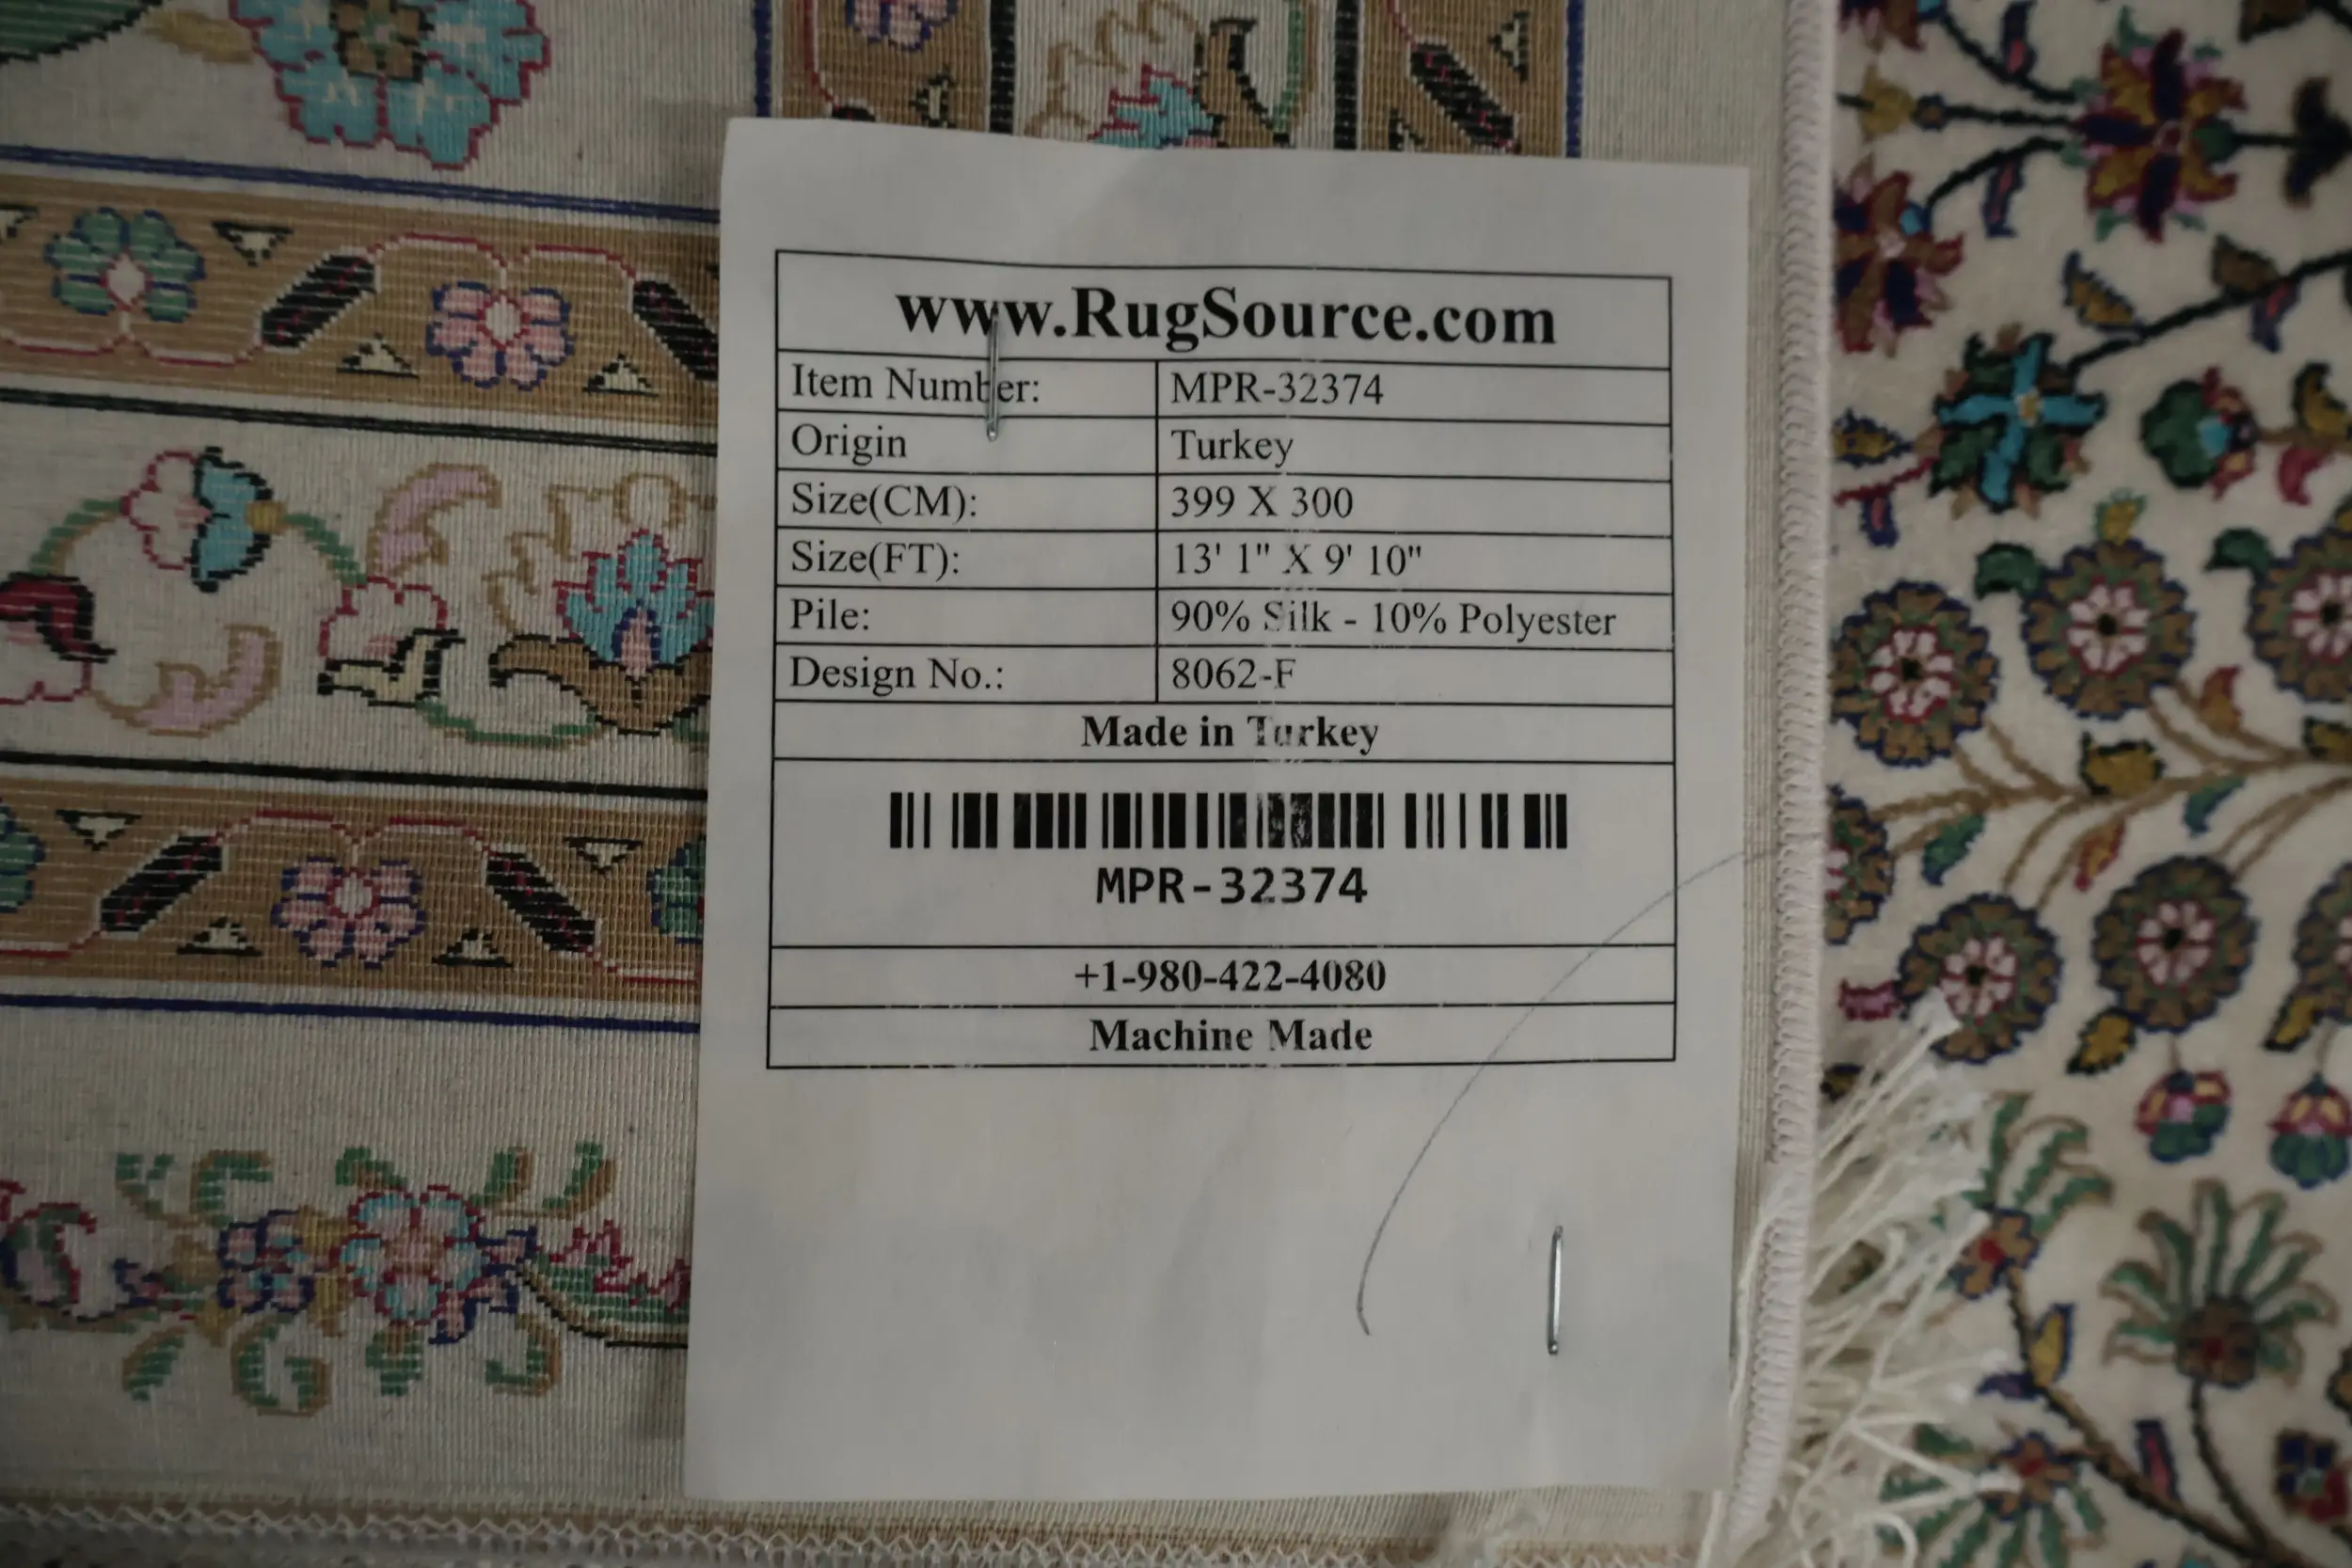 www.RugSource.com
Item Number: MPR-32374
Origin Turkey
Size(CM): 399 X 300
Size(FT): 13' 1" X 9' 10"
Pile: 90% Silk - 10% Polyester
Design No.: 8062-F
Made in Turkey
MPR-32374
+1-980-422-4080
Machine Made